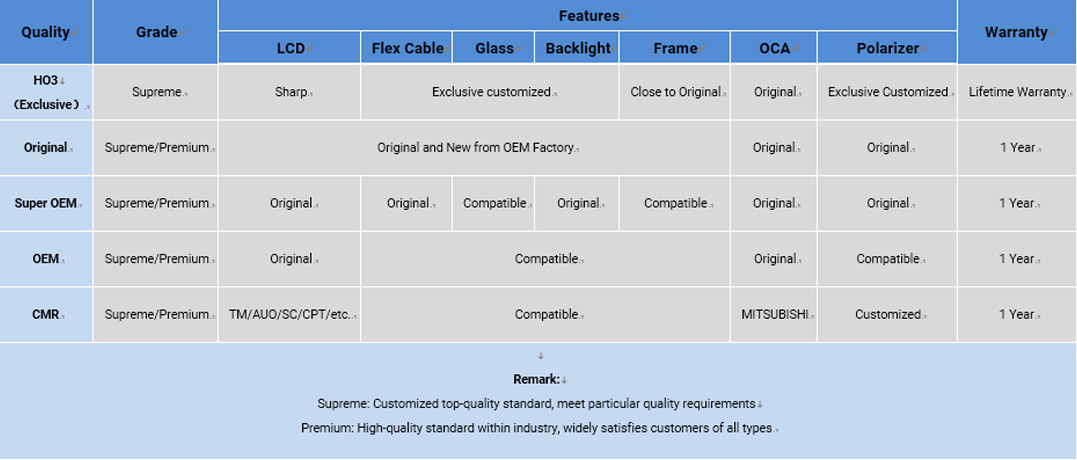 Quality Grade Features Warranty
LCD Flex Cable Glass Backlight Frame OCA Polarizer
HO3
(Exclusive) Supreme Sharp Exclusive customized Close to Original Original Exclusive Customized Lifetime Warranty
Original Supreme/Premium Original and New from OEM Factory Original Original 1 Year
Super OEM Supreme/Premium Original Original Compatible Original Compatible Original Original 1 Year
OEM Supreme/Premium Original Compatible Original Compatible 1 Year
CMR Supreme/Premium TM/AUO/SC/CPT/etc. Compatible MITSUBISHI Customized 1 Year
Remark:
Supreme: Customized top-quality standard, meet particular quality requirements
Premium: High-quality standard within industry, widely satisfies customers of all types